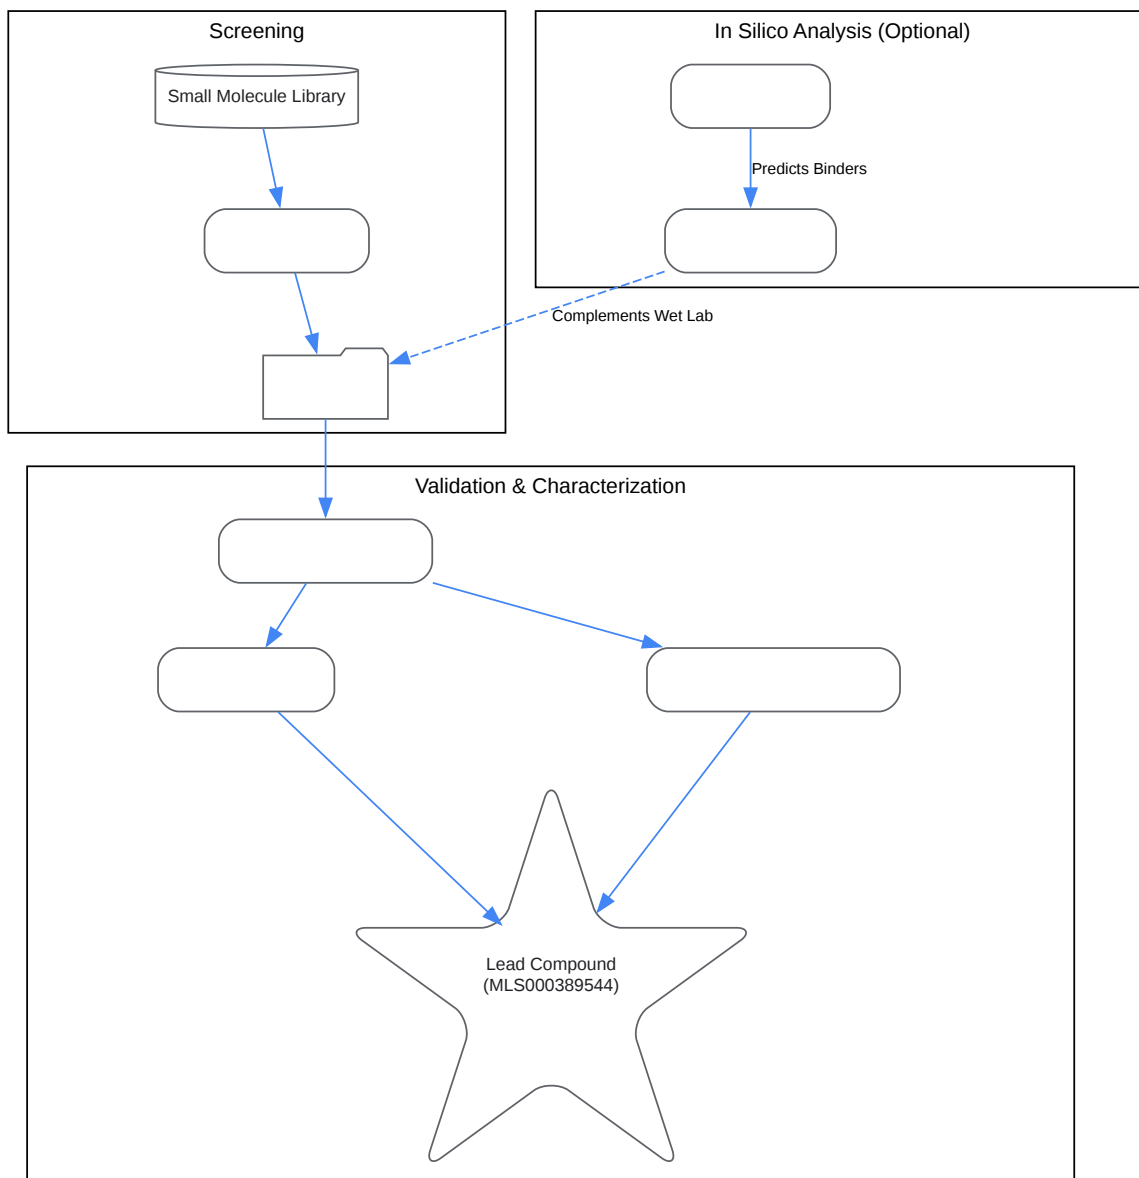 Screening
Small Molecule Library
In Silico Analysis (Optional)
Predicts Binders
Complements Wet Lab
Validation & Characterization
Lead Compound
(MLS000389544)